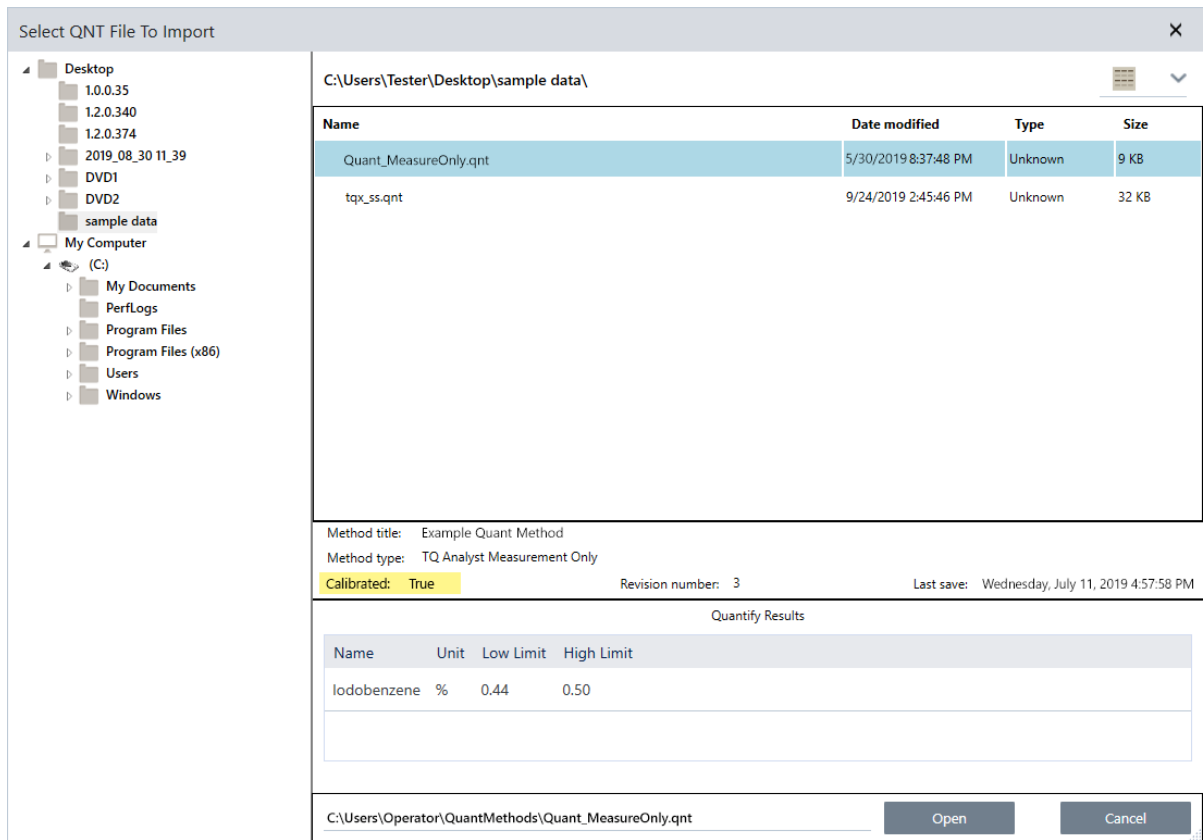 Select QNT File To Import
Desktop
1.0.0.35
1.2.0.340
1.2.0.374
2019_08_30 11_39
DVD1
DVD2
sample data
My Computer
(C:)
My Documents
PerfLogs
Program Files
Program Files (x86)
Users
Windows
C:\Users\Tester\Desktop\sample data\
Name Date modified Type Size
Quant_MeasureOnly.qnt 5/30/2019 8:37:48 PM Unknown 9 KB
tqx_ss.qnt 9/24/2019 2:45:46 PM Unknown 32 KB
Method title: Example Quant Method
Method type: TQ Analyst Measurement Only
Calibrated: True Revision number: 3 Last save: Wednesday, July 11, 2019 4:57:58 PM
Quantify Results
Name Unit Low Limit High Limit
Iodobenzene % 0.44 0.50
C:\Users\Operator\QuantMethods\Quant_MeasureOnly.qnt Open Cancel